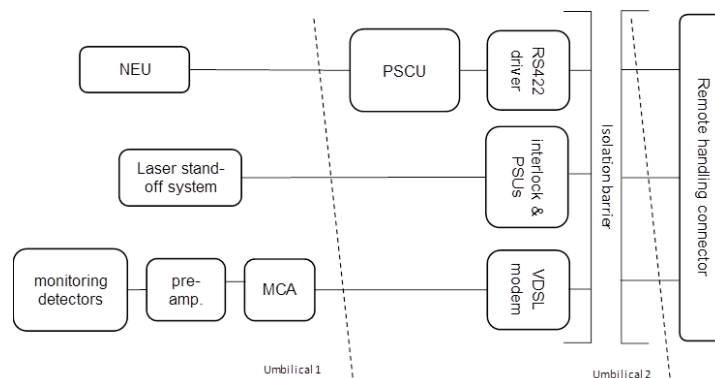 NEU
PSCU
RS422
driver
Laser stand-
off system
interlock &
PSUs
monitoring
detectors
pre-
amp.
MCA
VDSL
modem
Isolation barrier
Remote handling connector
Umbilical 1
Umbilical 2